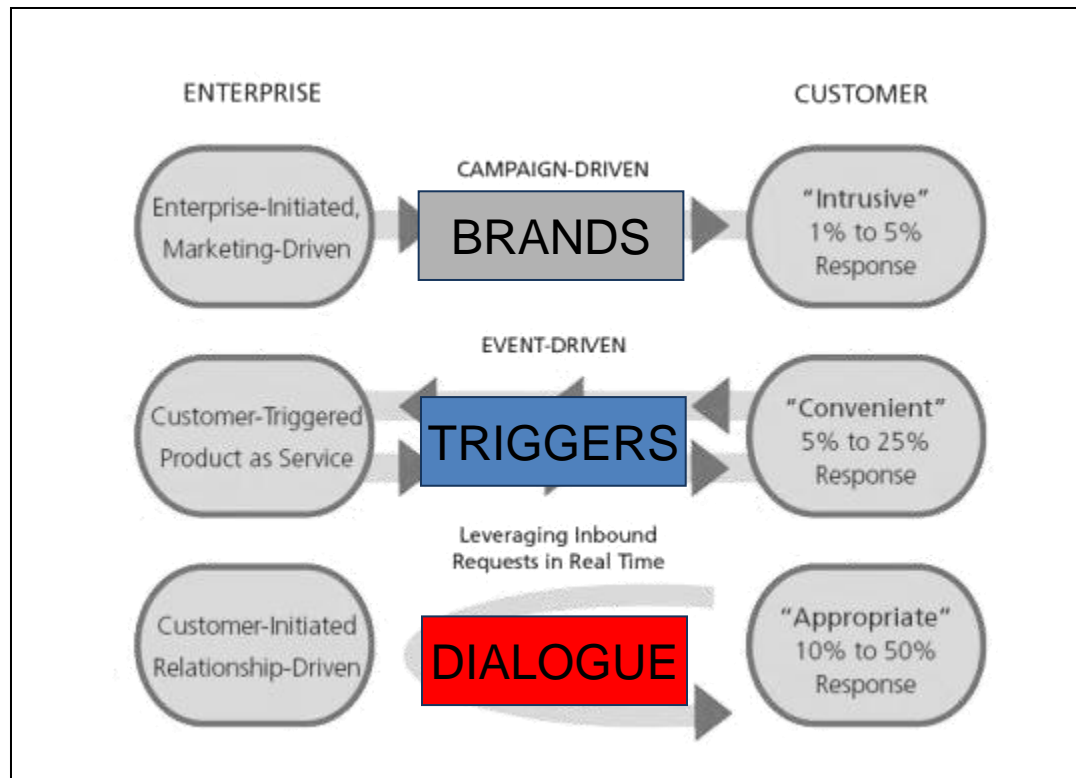 ENTERPRISE
CUSTOMER
CAMPAIGN-DRIVEN
Enterprise-Initiated,
Marketing-Driven
BRANDS
"Intrusive"
1% to 5%
Response
EVENT-DRIVEN
Customer-Triggered
Product as Service
TRIGGERS
"Convenient"
5% to 25%
Response
Leveraging Inbound
Requests in Real Time
Customer-Initiated
Relationship-Driven
DIALOGUE
"Appropriate"
10% to 50%
Response